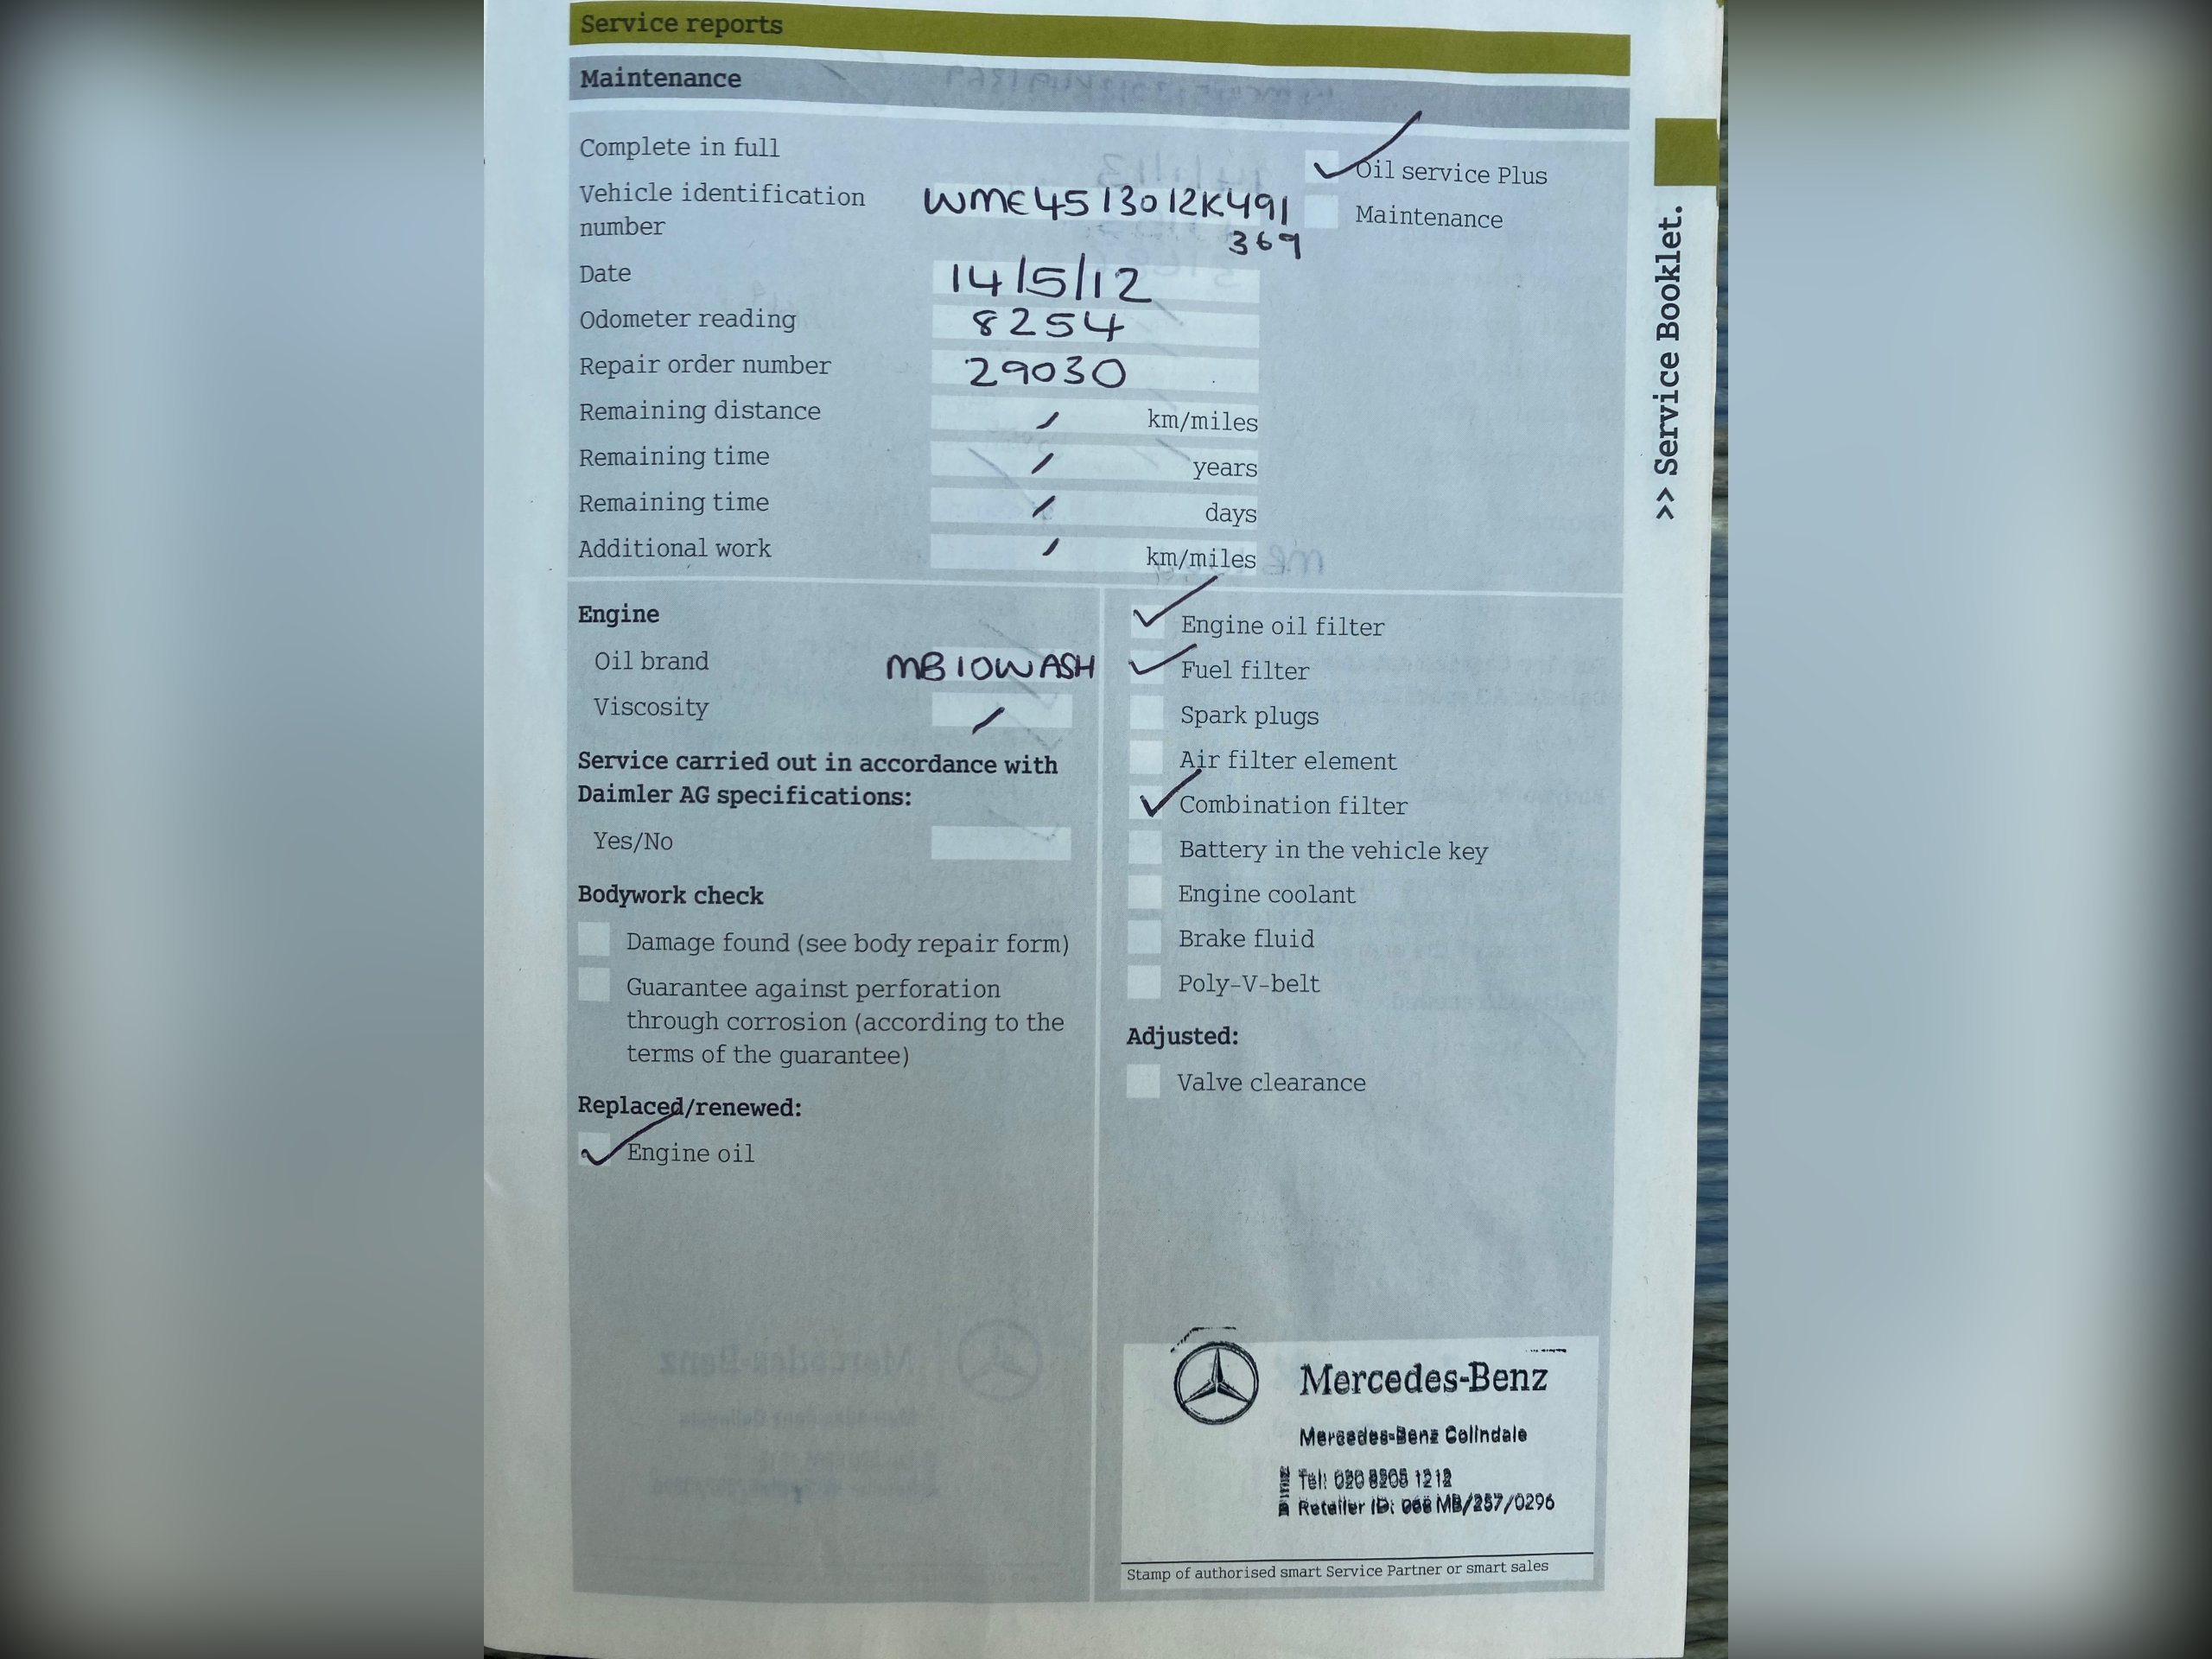 Service reports
Maintenance
Complete in full
Oil service Plus
Vehicle identification number
WME4513012K491
369
Maintenance
Date 14/5/12
Odometer reading 8254
Repair order number 29030
Remaining distance / km/miles
Remaining time / years
Remaining time / days
Additional work / km/miles
Engine
Oil brand MB10WASH
Viscosity /
Service carried out in accordance with
Daimler AG specifications:
Yes/No
Bodywork check
Damage found (see body repair form)
Guarantee against perforation
through corrosion (according to the
terms of the guarantee)
Replaced/renewed:
Engine oil
Engine oil filter
Fuel filter
Spark plugs
Air filter element
Combination filter
Battery in the vehicle key
Engine coolant
Brake fluid
Poly-V-belt
Adjusted:
Valve clearance
Mercedes-Benz
Mercedes-Benz Colindale
Tel: 020 8205 1212
Retailer ID: MB/257/0296
Stamp of authorised smart Service Partner or smart sales
>> Service Booklet.